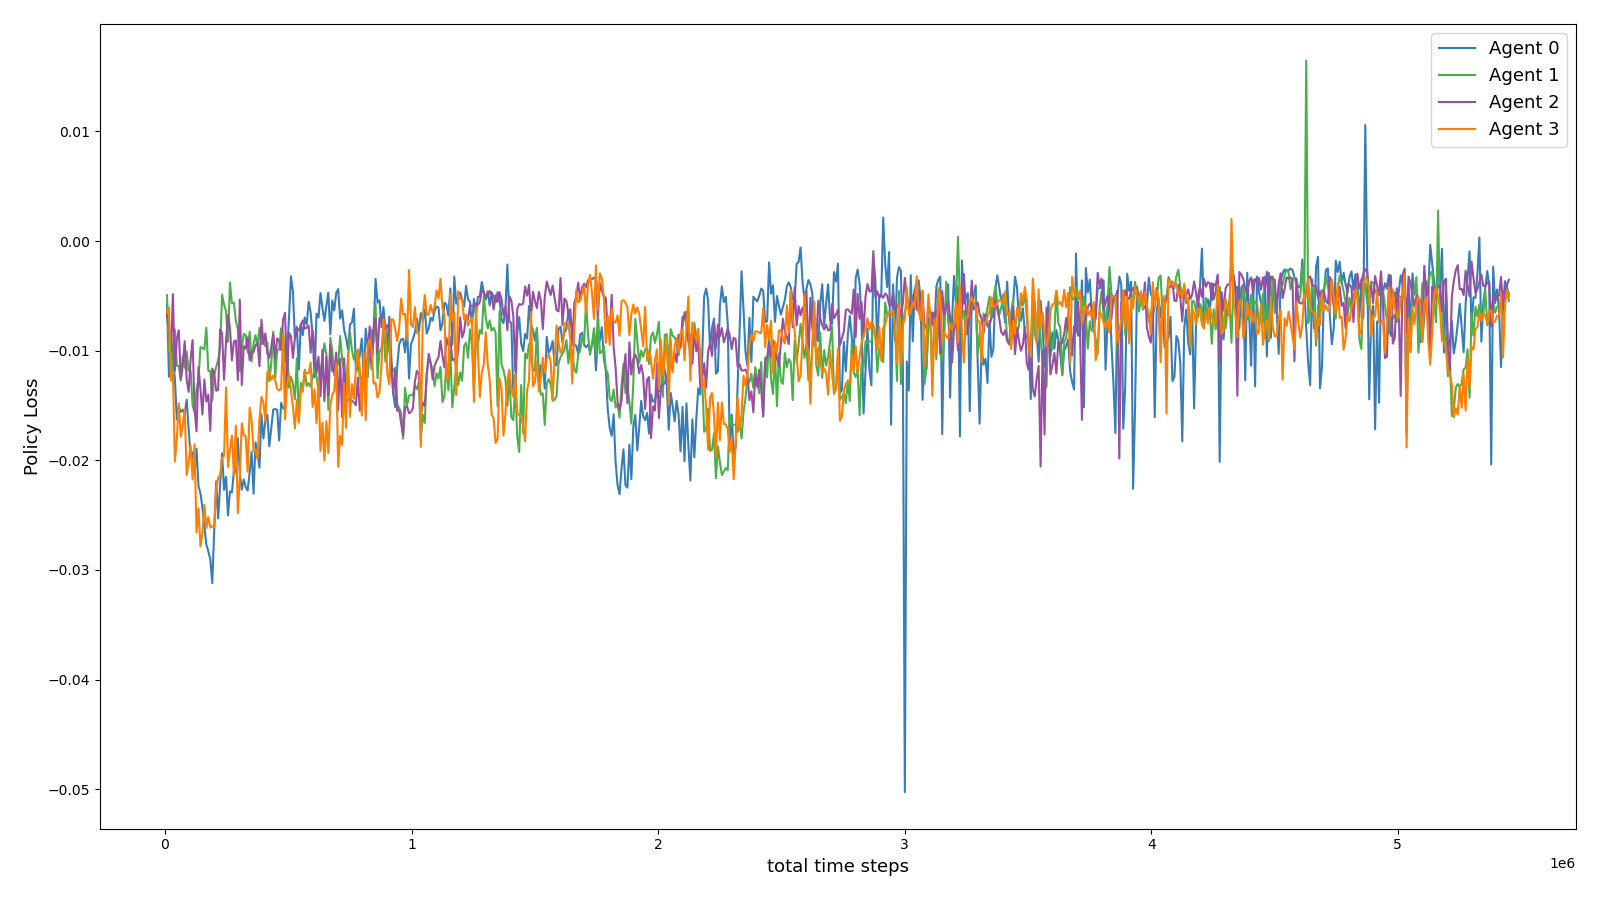 Agent 0
Agent 1
Agent 2
Agent 3
0.01
0.00
−0.01
−0.02
−0.03
−0.04
−0.05
Policy Loss
0 1 2 3 4 5
1e6
total time steps